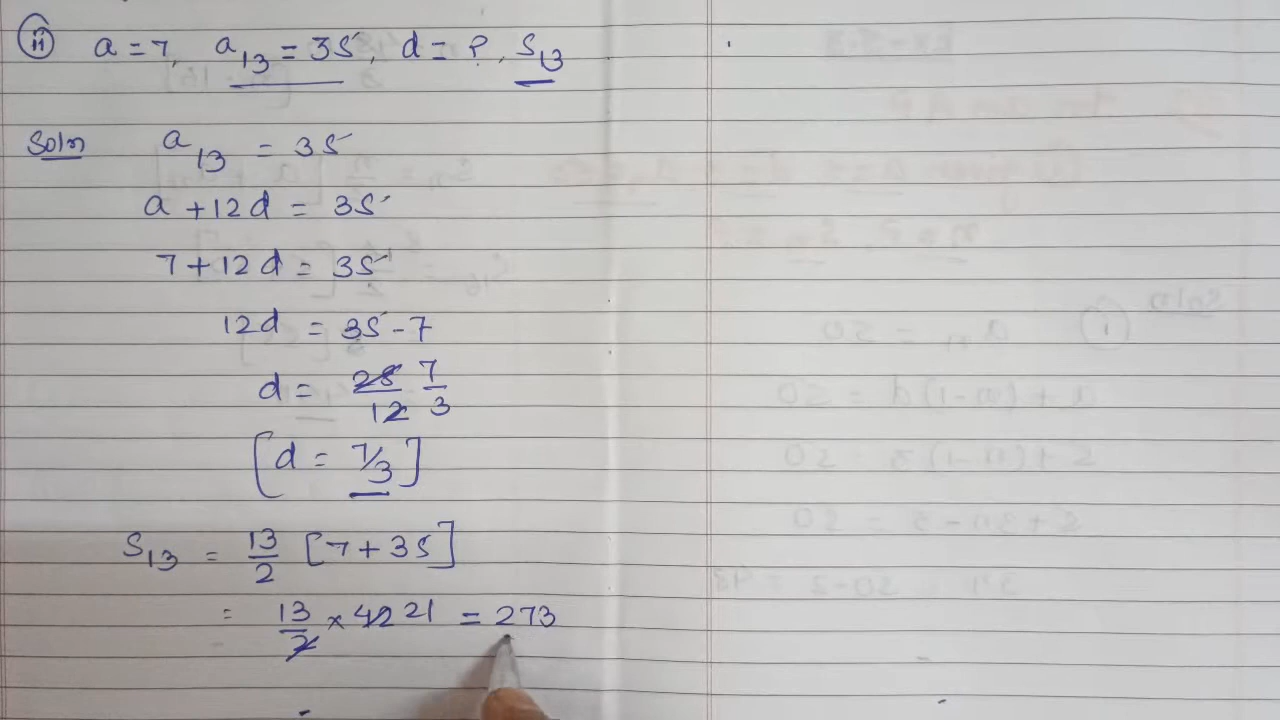 ii a = 7, a13 = 35, d = ?, S13
Soln a13 = 35
a + 12d = 35
7 + 12d = 35
12d = 35 - 7
d = 28/12 7/3
[d = 7/3]
S13 = 13/2 [7 + 35]
= 13/2 × 42 21 = 273